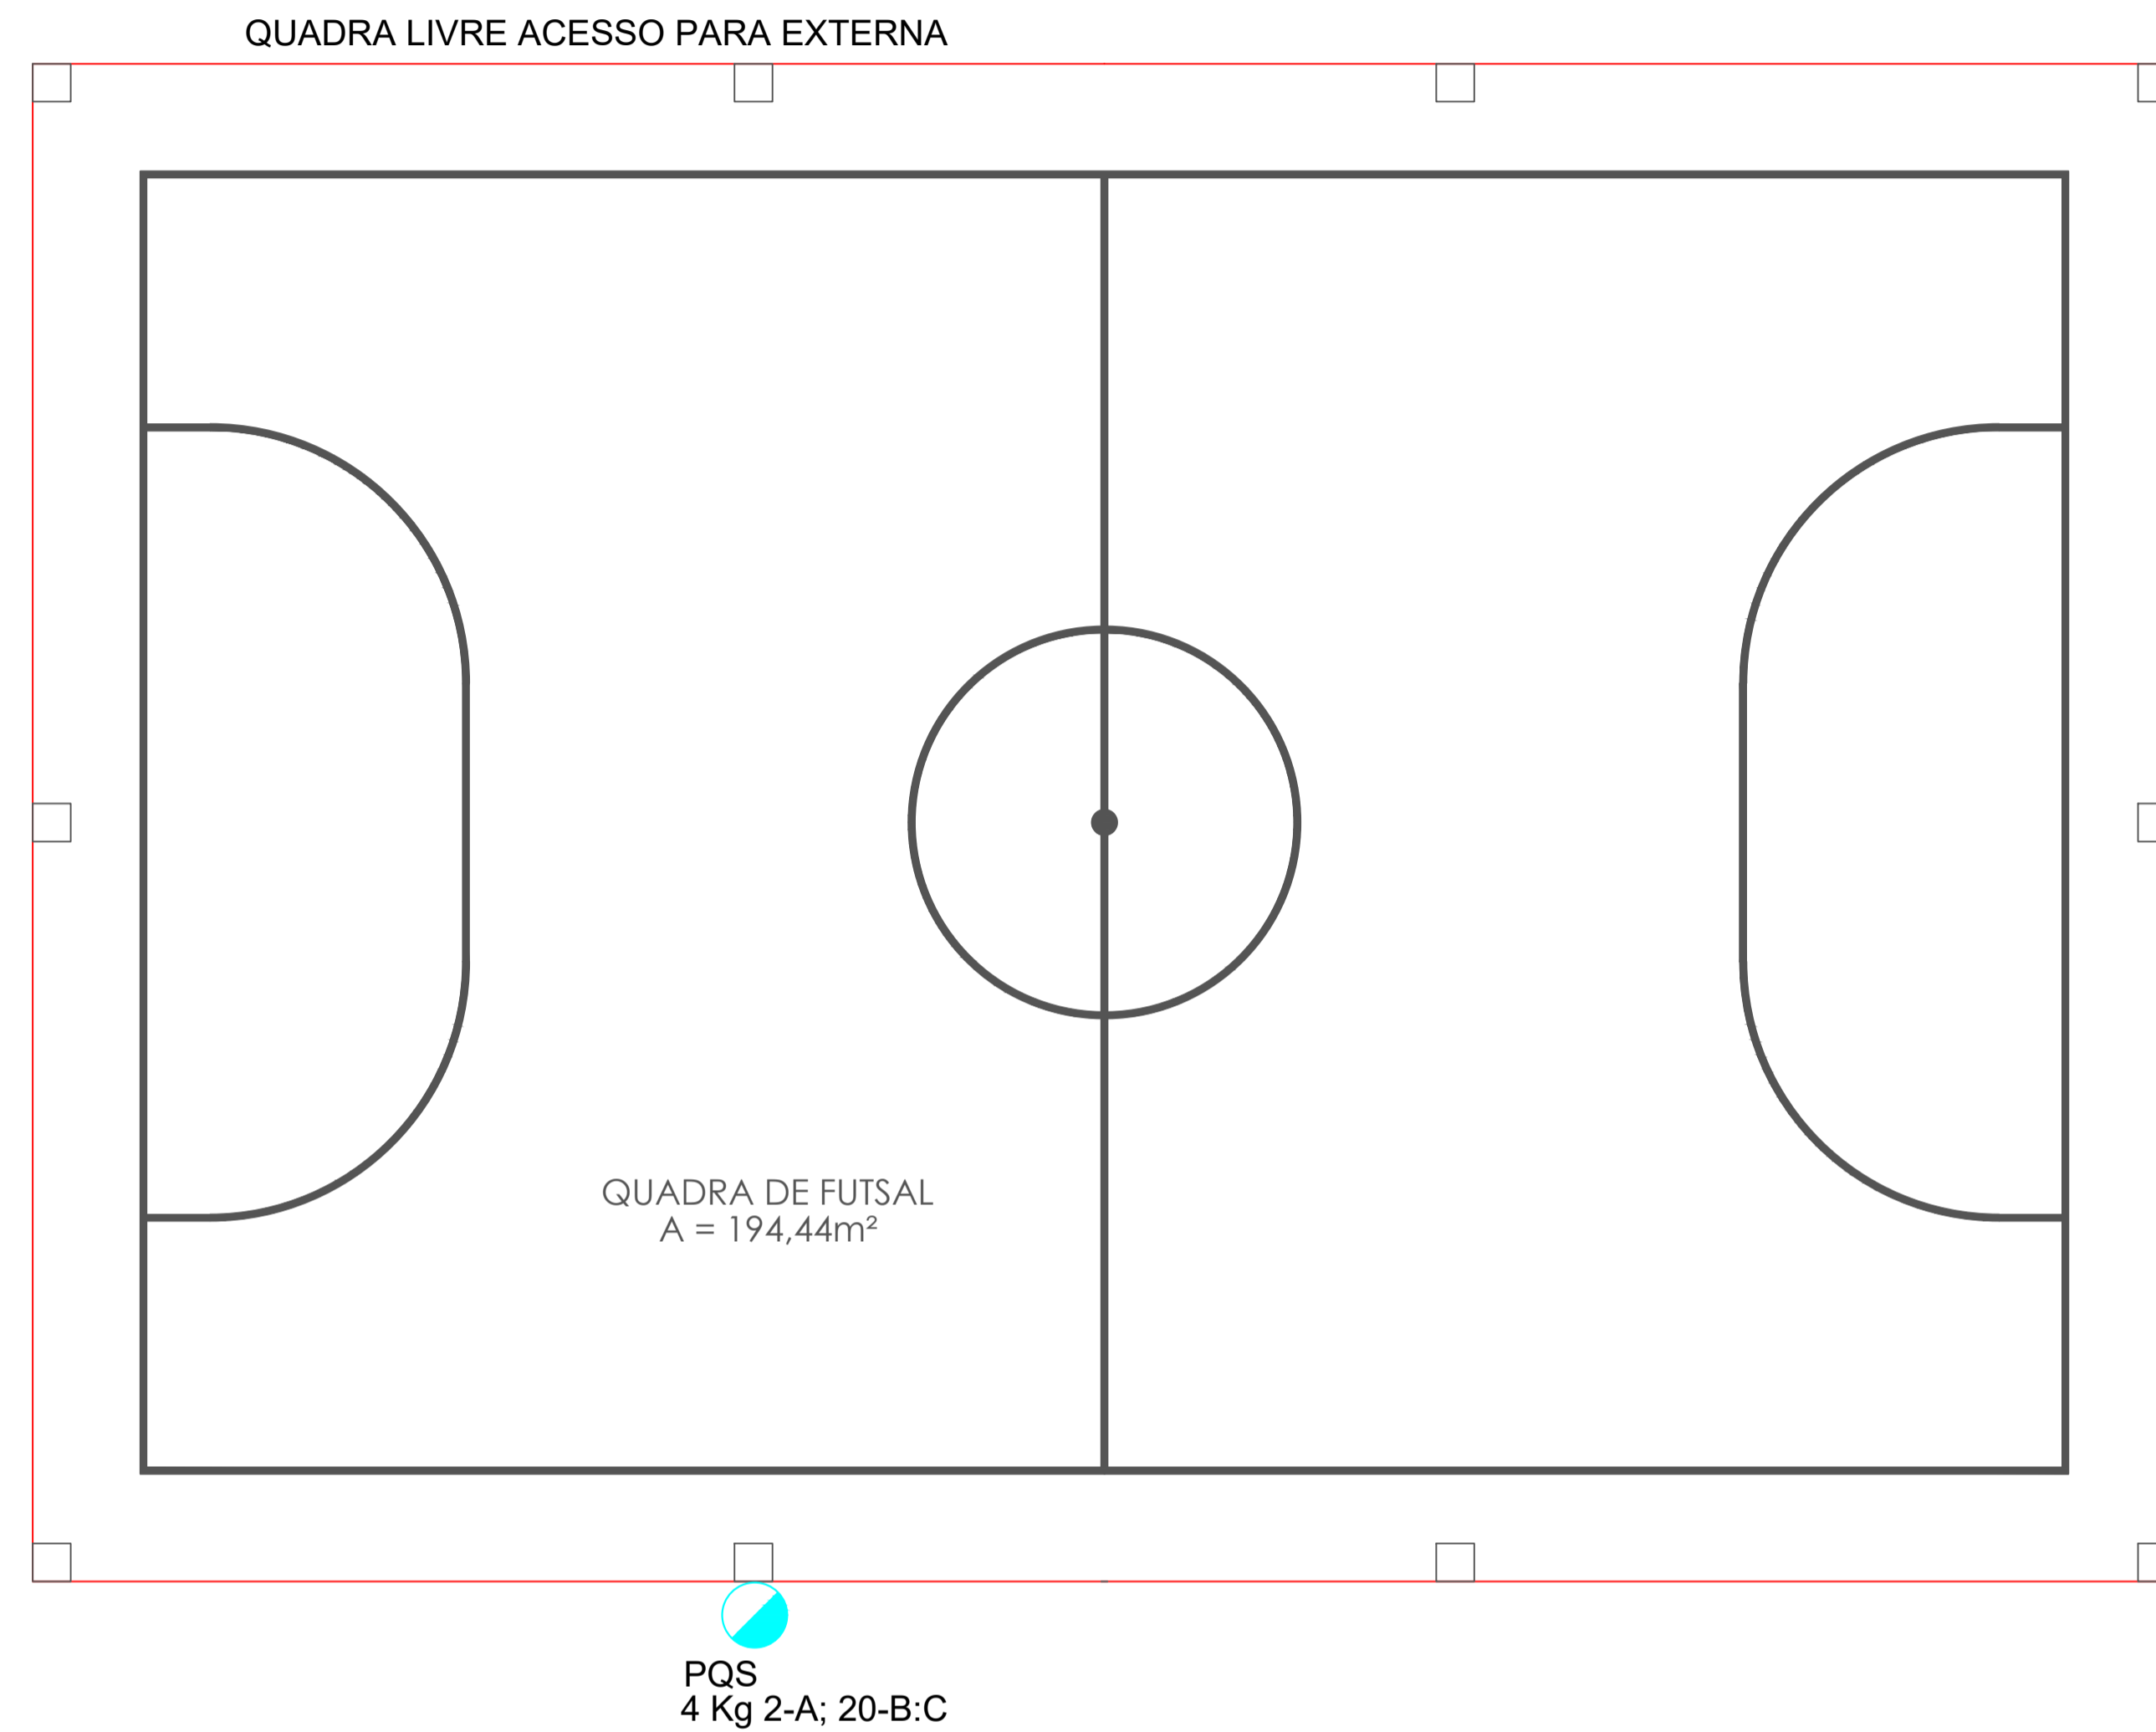 QUADRA LIVRE ACESSO PARA EXTERNA
QUADRA DE FUTSAL
A = 194,44m²
PQS
4 Kg 2-A; 20-B:C